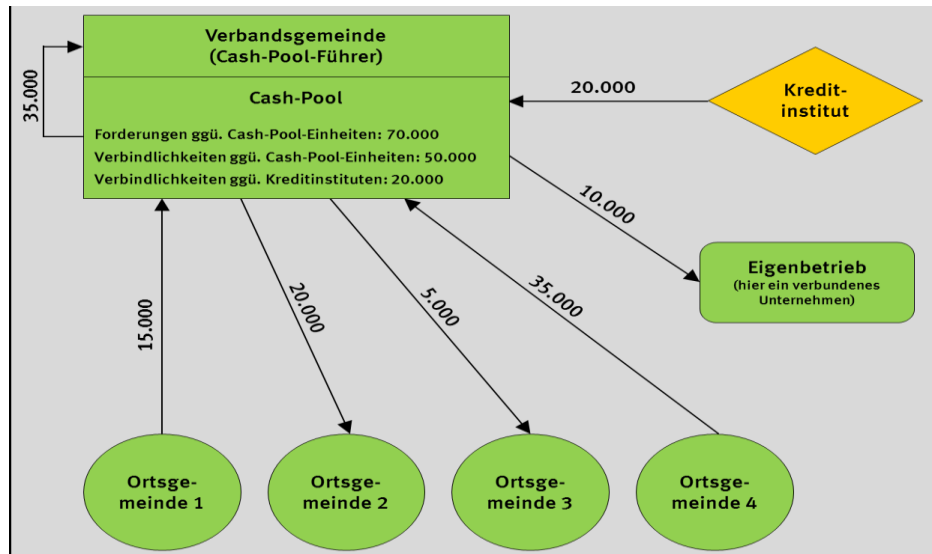 Verbandsgemeinde
(Cash-Pool-Führer)
Cash-Pool
Forderungen ggü. Cash-Pool-Einheiten: 70.000
Verbindlichkeiten ggü. Cash-Pool-Einheiten: 50.000
Verbindlichkeiten ggü. Kreditinstituten: 20.000
35.000
20.000
Kredit-
institut
10.000
Eigenbetrieb
(hier ein verbundenes
Unternehmen)
15.000
20.000
5.000
35.000
Ortsge-
meinde 1
Ortsge-
meinde 2
Ortsge-
meinde 3
Ortsge-
meinde 4